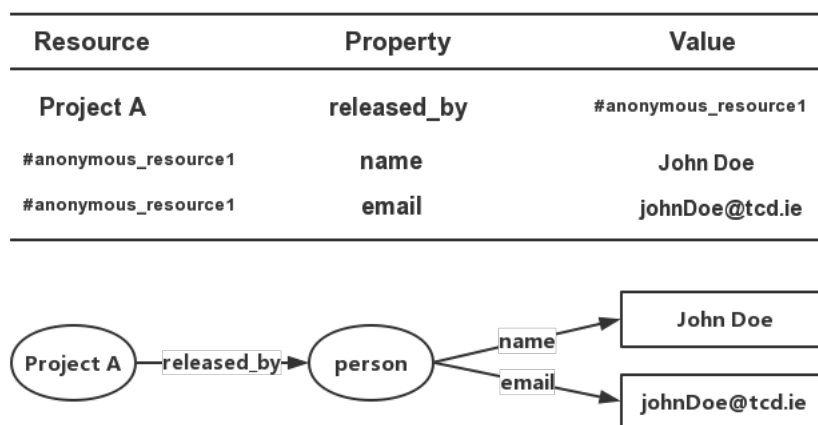 Resource Property Value
Project A released_by #anonymous_resource1
#anonymous_resource1 name John Doe
#anonymous_resource1 email johnDoe@tcd.ie
John Doe
name
Project A released_by person
email
johnDoe@tcd.ie